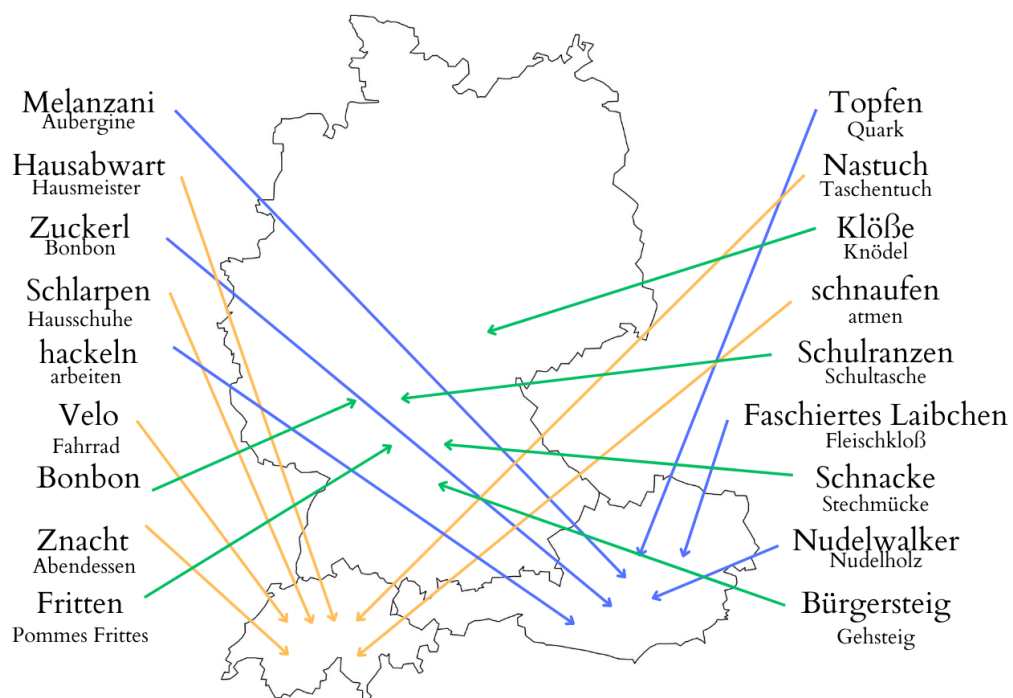 Melanzani
Aubergine
Hausabwart
Hausmeister
Zuckerl
Bonbon
Schlarpen
Hausschuhe
hackeln
arbeiten
Velo
Fahrrad
Bonbon
Znacht
Abendessen
Fritten
Pommes Frittes
Topfen
Quark
Nastuch
Taschentuch
Klöße
Knödel
schnaufen
atmen
Schulranzen
Schultasche
Faschiertes Laibchen
Fleischkloß
Schnacke
Stechmücke
Nudelwalker
Nudelholz
Bürgersteig
Gehsteig